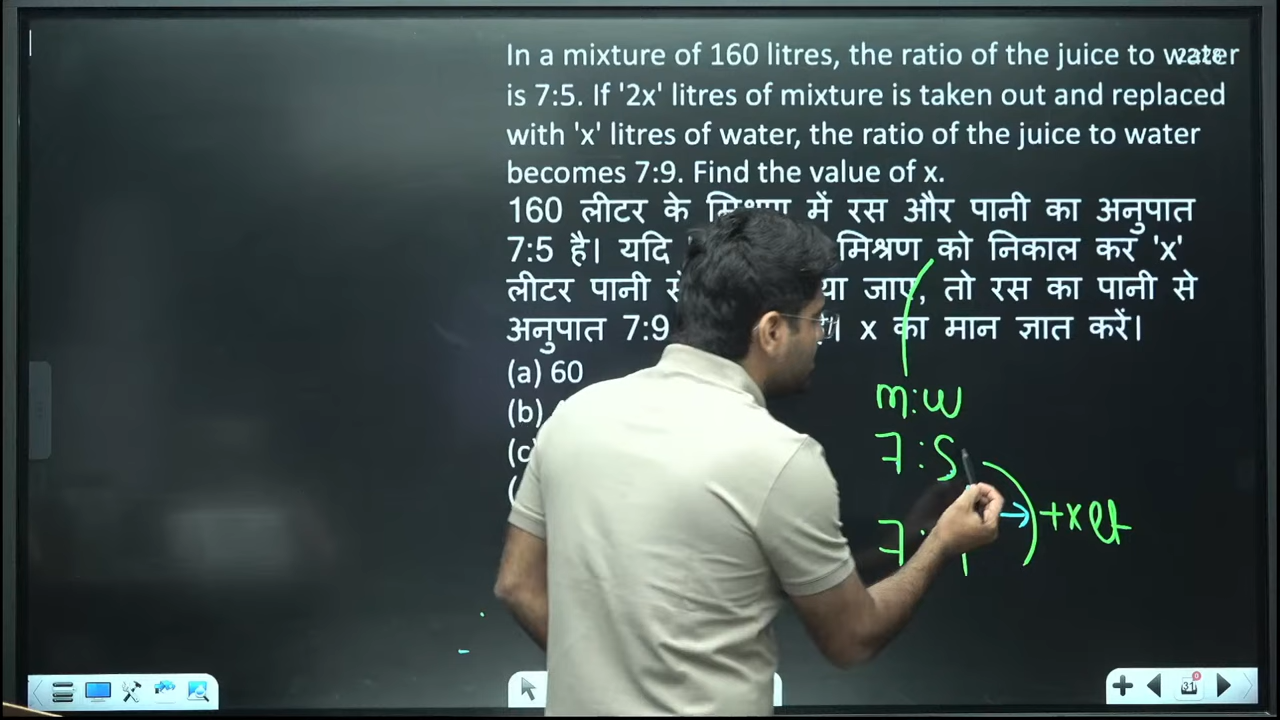 In a mixture of 160 litres, the ratio of the juice to water
is 7:5. If '2x' litres of mixture is taken out and replaced
with 'x' litres of water, the ratio of the juice to water
becomes 7:9. Find the value of x.
160 लीटर के मिश्रण में रस और पानी का अनुपात
7:5 है। यदि मिश्रण को निकाल कर 'x'
लीटर पानी जाए, तो रस का पानी से
अनुपात 7:9 x का मान ज्ञात करें।
(a) 60
(b)
m:w
7:5
7:
+x lt
31